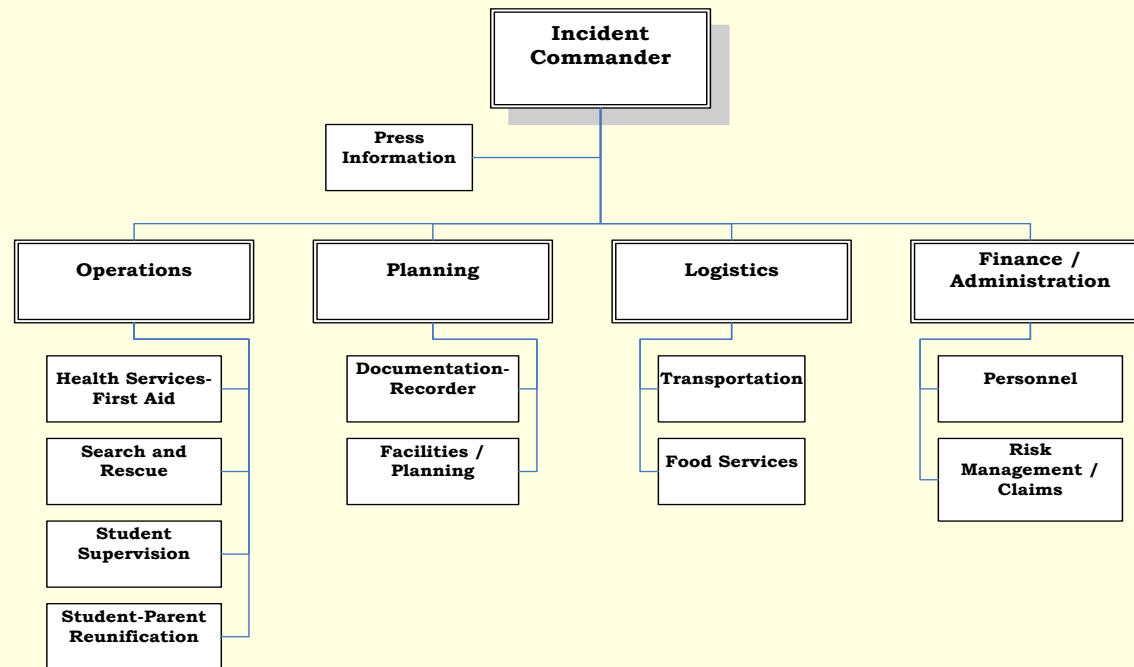 Incident
Commander
Press
Information
Operations
Planning
Logistics
Finance /
Administration
Health Services-
First Aid
Search and
Rescue
Student
Supervision
Student-Parent
Reunification
Documentation-
Recorder
Facilities /
Planning
Transportation
Food Services
Personnel
Risk
Management /
Claims